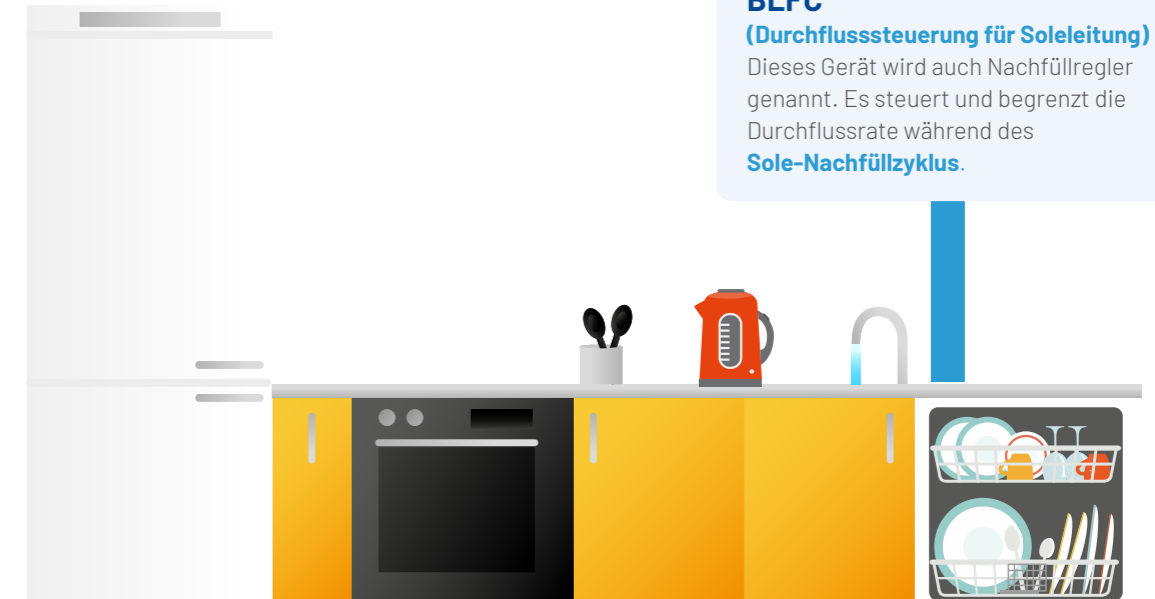 BLFC
(Durchflusssteuerung für Soleleitung)
Dieses Gerät wird auch Nachfüllregler
genannt. Es steuert und begrenzt die
Durchflussrate während des
Sole-Nachfüllzyklus.